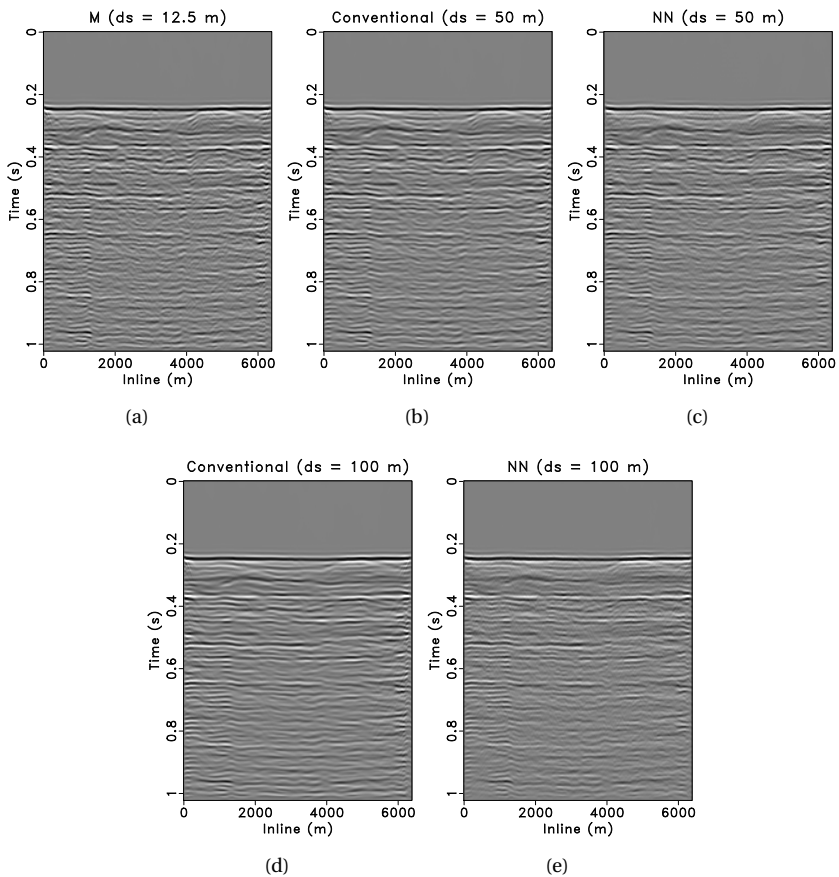 M (ds = 12.5 m)
Conventional (ds = 50 m)
NN (ds = 50 m)
0
0.2
0.4
0.6
0.8
1
Time (s)
0 2000 4000 6000
Inline (m)
0
0.2
0.4
0.6
0.8
1
Time (s)
0 2000 4000 6000
Inline (m)
0
0.2
0.4
0.6
0.8
1
Time (s)
0 2000 4000 6000
Inline (m)
(a)
(b)
(c)
Conventional (ds = 100 m)
NN (ds = 100 m)
0
0.2
0.4
0.6
0.8
1
Time (s)
0 2000 4000 6000
Inline (m)
0
0.2
0.4
0.6
0.8
1
Time (s)
0 2000 4000 6000
Inline (m)
(d)
(e)